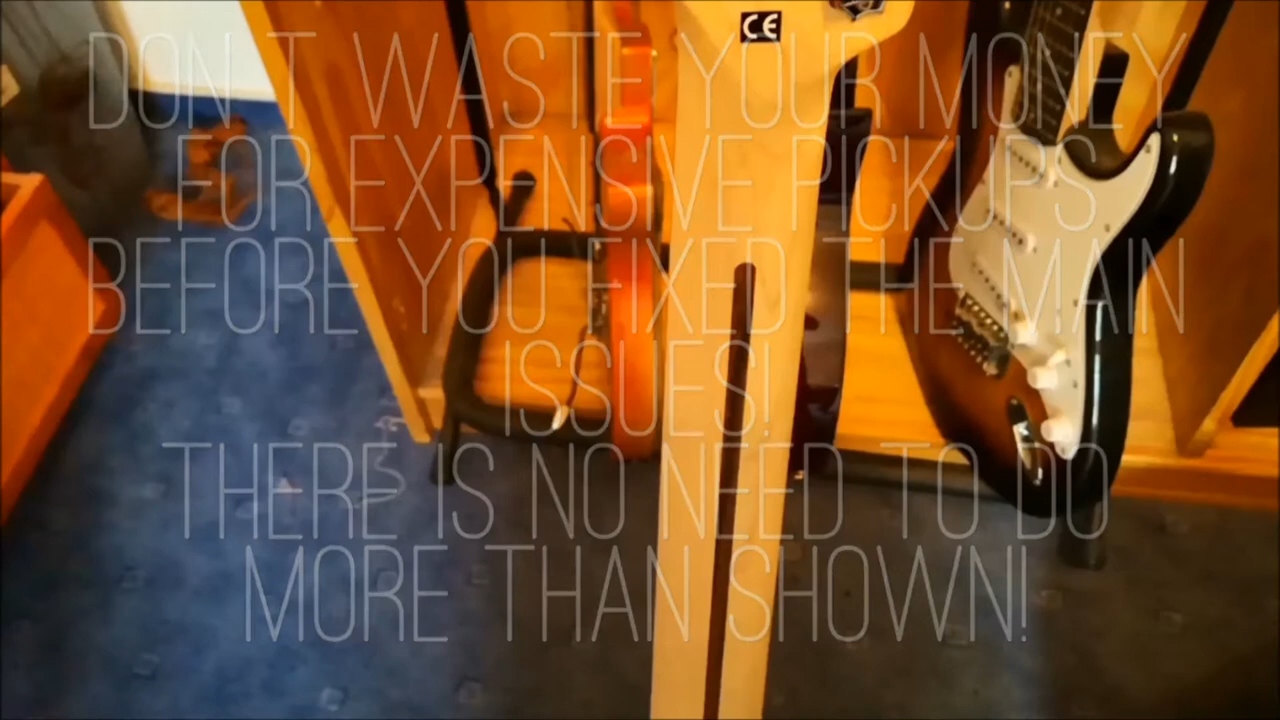 CE
DON T WASTE YOUR MONEY
FOR EXPENSIVE PICKUPS
BEFORE YOU FIXED THE MAIN
ISSUES!
THERE IS NO NEED TO DO
MORE THAN SHOWN!